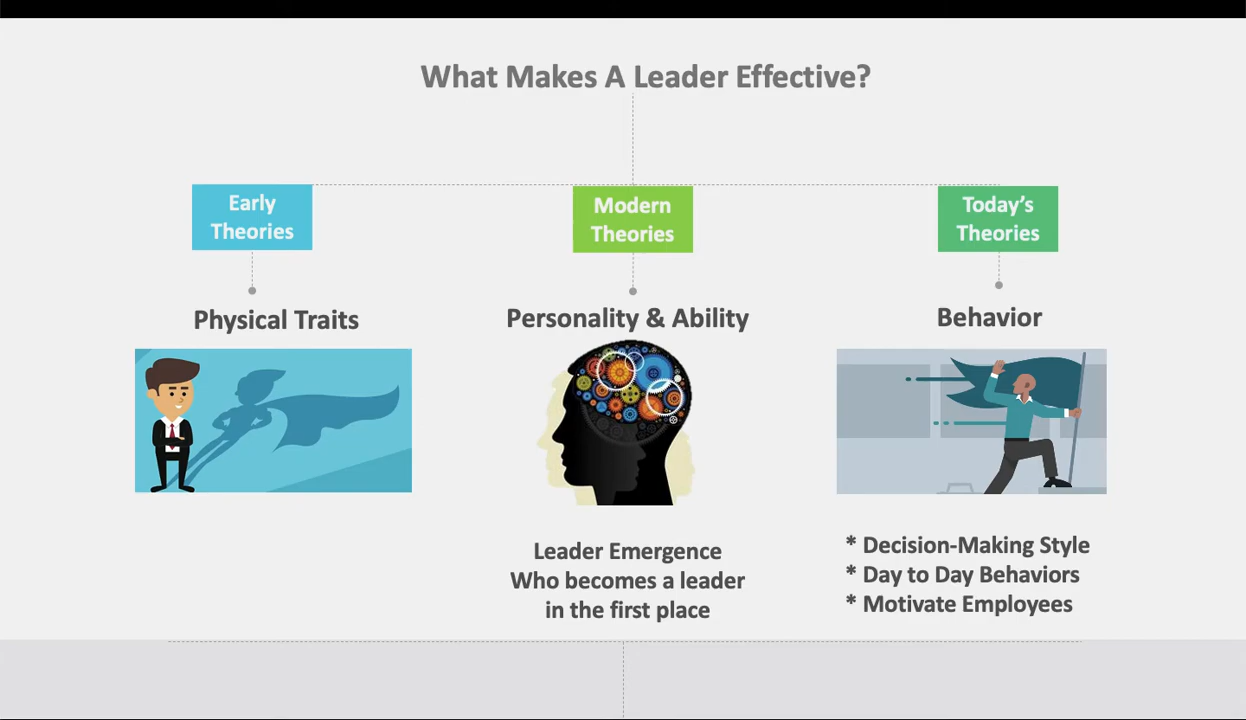 What Makes A Leader Effective?
Early
Theories
Modern
Theories
Today's
Theories
Physical Traits
Personality & Ability
Behavior
Leader Emergence
Who becomes a leader
in the first place
* Decision-Making Style
* Day to Day Behaviors
* Motivate Employees